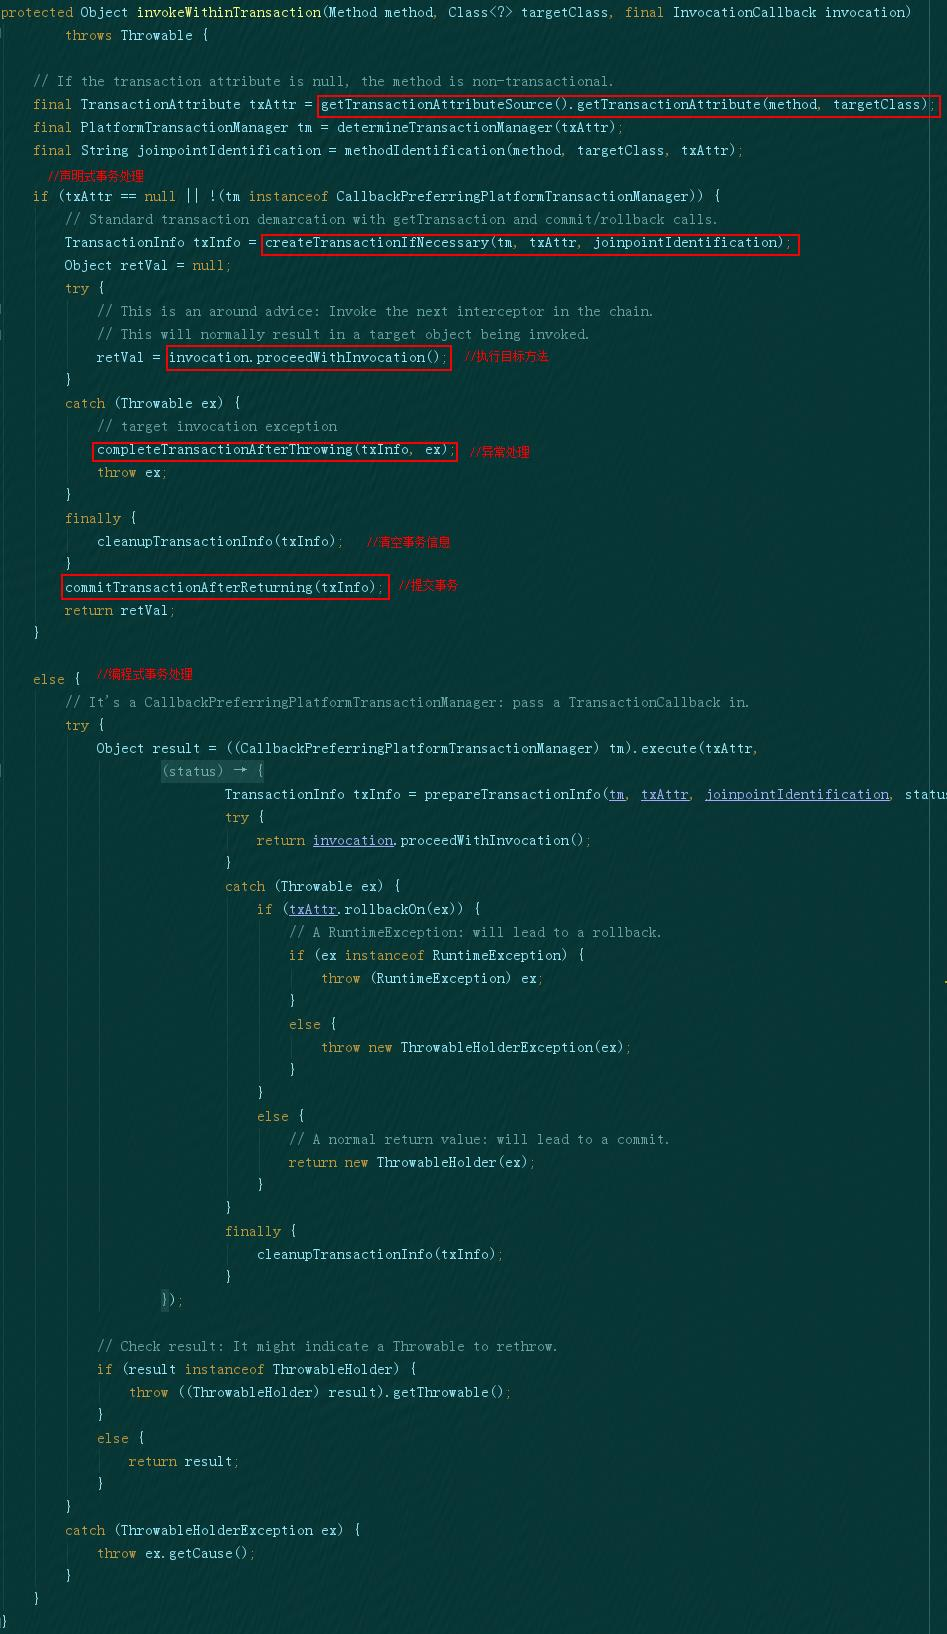 protected Object invokeWithinTransaction(Method method, Class<?> targetClass, final InvocationCallback invocation)
        throws Throwable {

    // If the transaction attribute is null, the method is non-transactional.
    final TransactionAttribute txAttr = getTransactionAttributeSource().getTransactionAttribute(method, targetClass);
    final PlatformTransactionManager tm = determineTransactionManager(txAttr);
    final String joinpointIdentification = methodIdentification(method, targetClass, txAttr);
    //声明式事务处理
    if (txAttr == null || !(tm instanceof CallbackPreferringPlatformTransactionManager)) {
        // Standard transaction demarcation with getTransaction and commit/rollback calls.
        TransactionInfo txInfo = createTransactionIfNecessary(tm, txAttr, joinpointIdentification);
        Object retVal = null;
        try {
            // This is an around advice: Invoke the next interceptor in the chain.
            // This will normally result in a target object being invoked.
            retVal = invocation.proceedWithInvocation(); //执行目标方法
        }
        catch (Throwable ex) {
            // target invocation exception
            completeTransactionAfterThrowing(txInfo, ex); //异常处理
            throw ex;
        }
        finally {
            cleanupTransactionInfo(txInfo); //清空事务信息
        }
        commitTransactionAfterReturning(txInfo); //提交事务
        return retVal;
    }

    else { //编程式事务处理
        // It's a CallbackPreferringPlatformTransactionManager: pass a TransactionCallback in.
        try {
            Object result = ((CallbackPreferringPlatformTransactionManager) tm).execute(txAttr,
                    (status) → {
                            TransactionInfo txInfo = prepareTransactionInfo(tm, txAttr, joinpointIdentification, status
                            try {
                                return invocation.proceedWithInvocation();
                            }
                            catch (Throwable ex) {
                                if (txAttr.rollbackOn(ex)) {
                                    // A RuntimeException: will lead to a rollback.
                                    if (ex instanceof RuntimeException) {
                                        throw (RuntimeException) ex;
                                    }
                                    else {
                                        throw new ThrowableHolderException(ex);
                                    }
                                }
                                else {
                                    // A normal return value: will lead to a commit.
                                    return new ThrowableHolder(ex);
                                }
                            }
                            finally {
                                cleanupTransactionInfo(txInfo);
                            }
                    });

            // Check result: It might indicate a Throwable to rethrow.
            if (result instanceof ThrowableHolder) {
                throw ((ThrowableHolder) result).getThrowable();
            }
            else {
                return result;
            }
        }
        catch (ThrowableHolderException ex) {
            throw ex.getCause();
        }
    }
}